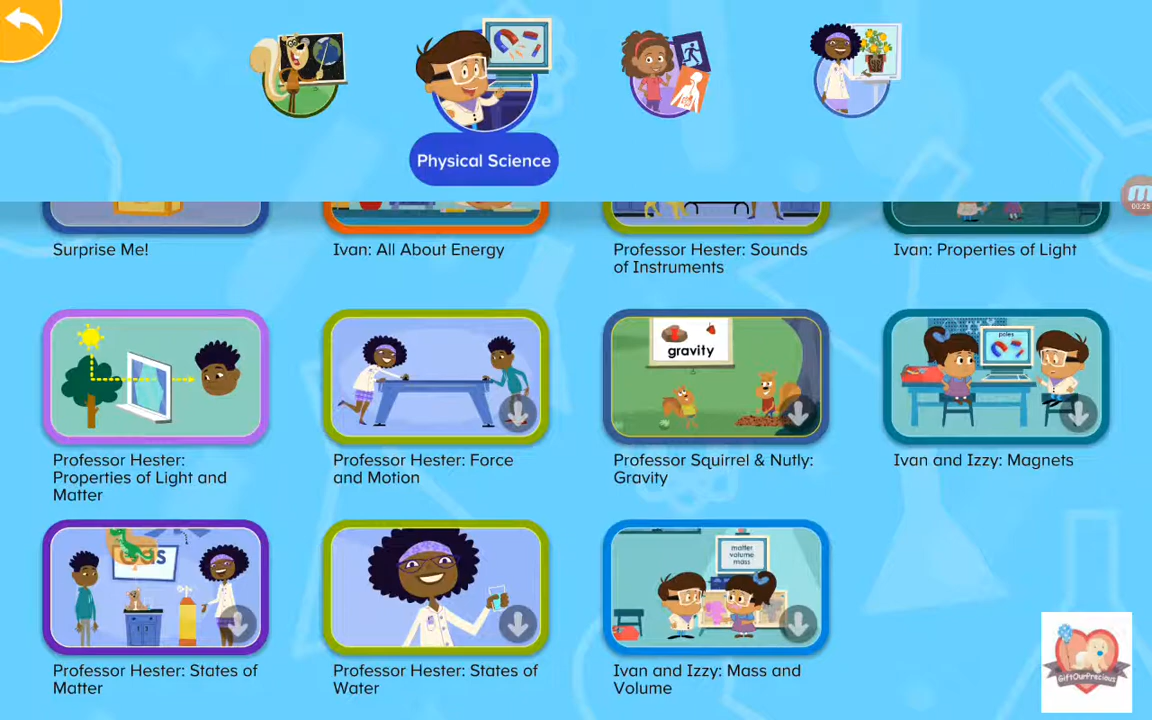 Physical Science
00:25
Surprise Me!
Ivan: All About Energy
Professor Hester: Sounds
of Instruments
Ivan: Properties of Light
gravity
poles
Professor Hester:
Properties of Light and
Matter
Professor Hester: Force
and Motion
Professor Squirrel & Nutly:
Gravity
Ivan and Izzy: Magnets
matter
volume
mass
Professor Hester: States of
Matter
Professor Hester: States of
Water
Ivan and Izzy: Mass and
Volume
GiftOurPrecious